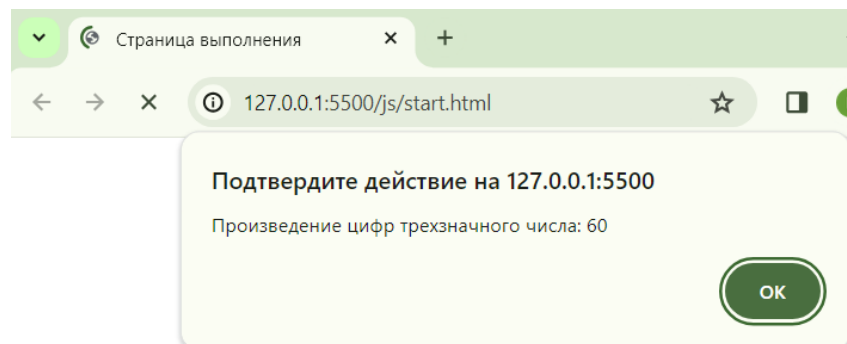 Страница выполнения
127.0.0.1:5500/js/start.html
Подтвердите действие на 127.0.0.1:5500
Произведение цифр трехзначного числа: 60
ОК